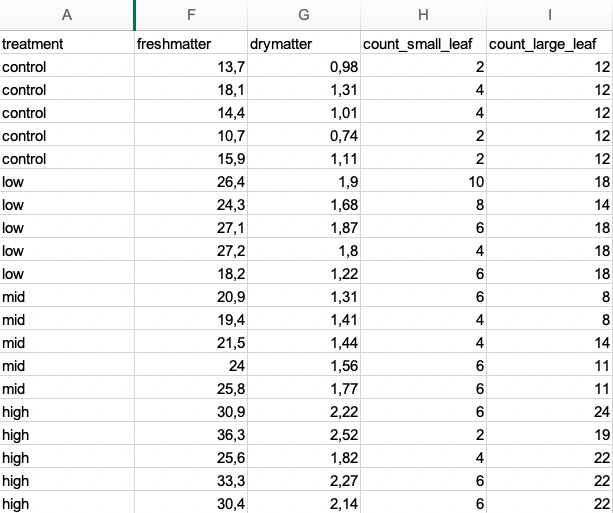 A F G H I
treatment freshmatter drymatter count_small_leaf count_large_leaf
control 13,7 0,98 2 12
control 18,1 1,31 4 12
control 14,4 1,01 4 12
control 10,7 0,74 2 12
control 15,9 1,11 2 12
low 26,4 1,9 10 18
low 24,3 1,68 8 14
low 27,1 1,87 6 18
low 27,2 1,8 4 18
low 18,2 1,22 6 18
mid 20,9 1,31 6 8
mid 19,4 1,41 4 8
mid 21,5 1,44 4 14
mid 24 1,56 6 11
mid 25,8 1,77 6 11
high 30,9 2,22 6 24
high 36,3 2,52 2 19
high 25,6 1,82 4 22
high 33,3 2,27 6 22
high 30,4 2,14 6 22